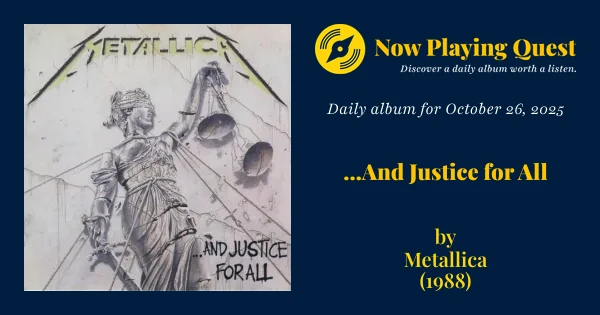 METALLICA
...AND JUSTICE
FOR ALL
Now Playing Quest
Discover a daily album worth a listen.
Daily album for October 26, 2025
...And Justice for All
by
Metallica
(1988)